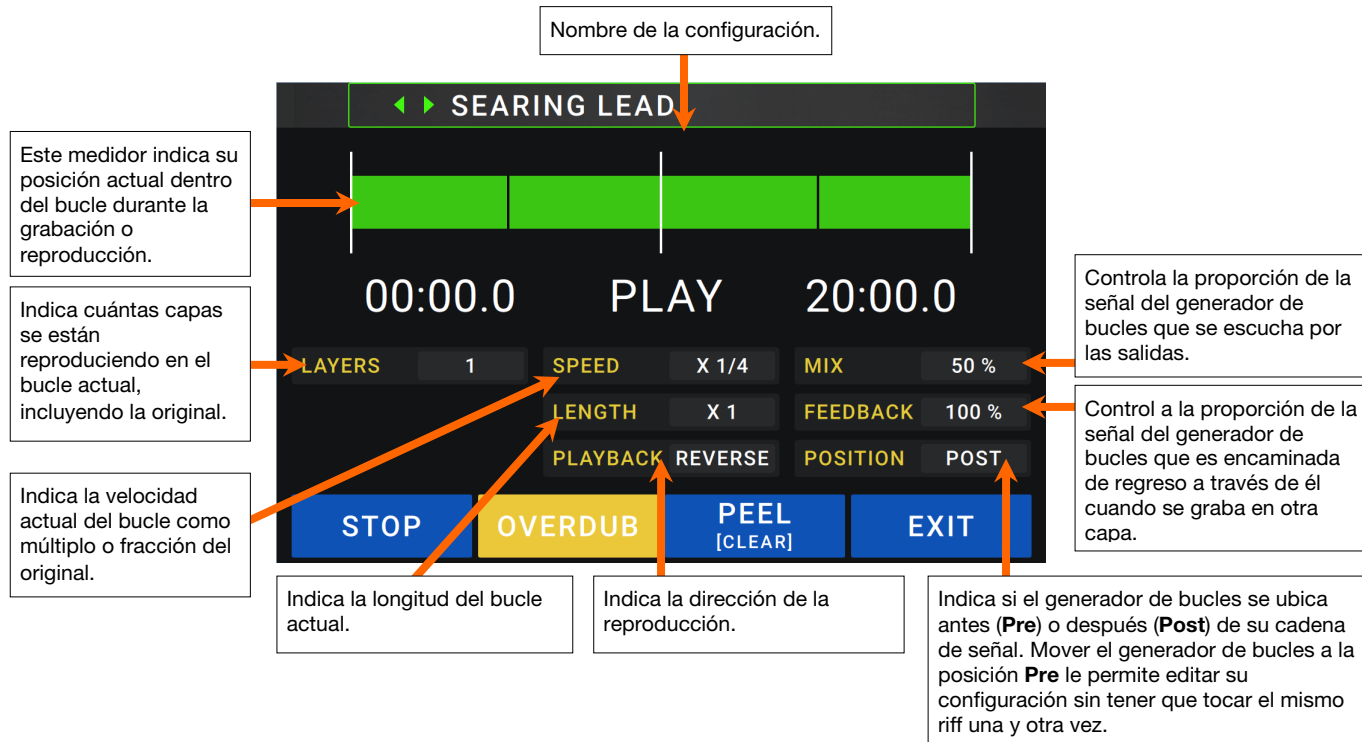 Nombre de la configuración.
SEARING LEAD
Este medidor indica su
posición actual dentro
del bucle durante la
grabación o
reproducción.
00:00.0 PLAY 20:00.0
Indica cuántas capas
se están
reproduciendo en el
bucle actual,
incluyendo la original.
Controla la proporción de la
señal del generador de
bucles que se escucha por
las salidas.
LAYERS 1 SPEED X 1/4 MIX 50 %
LENGTH X 1 FEEDBACK 100 %
PLAYBACK REVERSE POSITION POST
Control a la proporción de la
señal del generador de
bucles que es encaminada
de regreso a través de él
cuando se graba en otra
capa.
Indica la velocidad
actual del bucle como
múltiplo o fracción del
original.
STOP OVERDUB PEEL EXIT
[CLEAR]
Indica la longitud del bucle
actual.
Indica la dirección de la
reproducción.
Indica si el generador de bucles se ubica
antes (Pre) o después (Post) de su cadena
de señal. Mover el generador de bucles a la
posición Pre le permite editar su
configuración sin tener que tocar el mismo
riff una y otra vez.